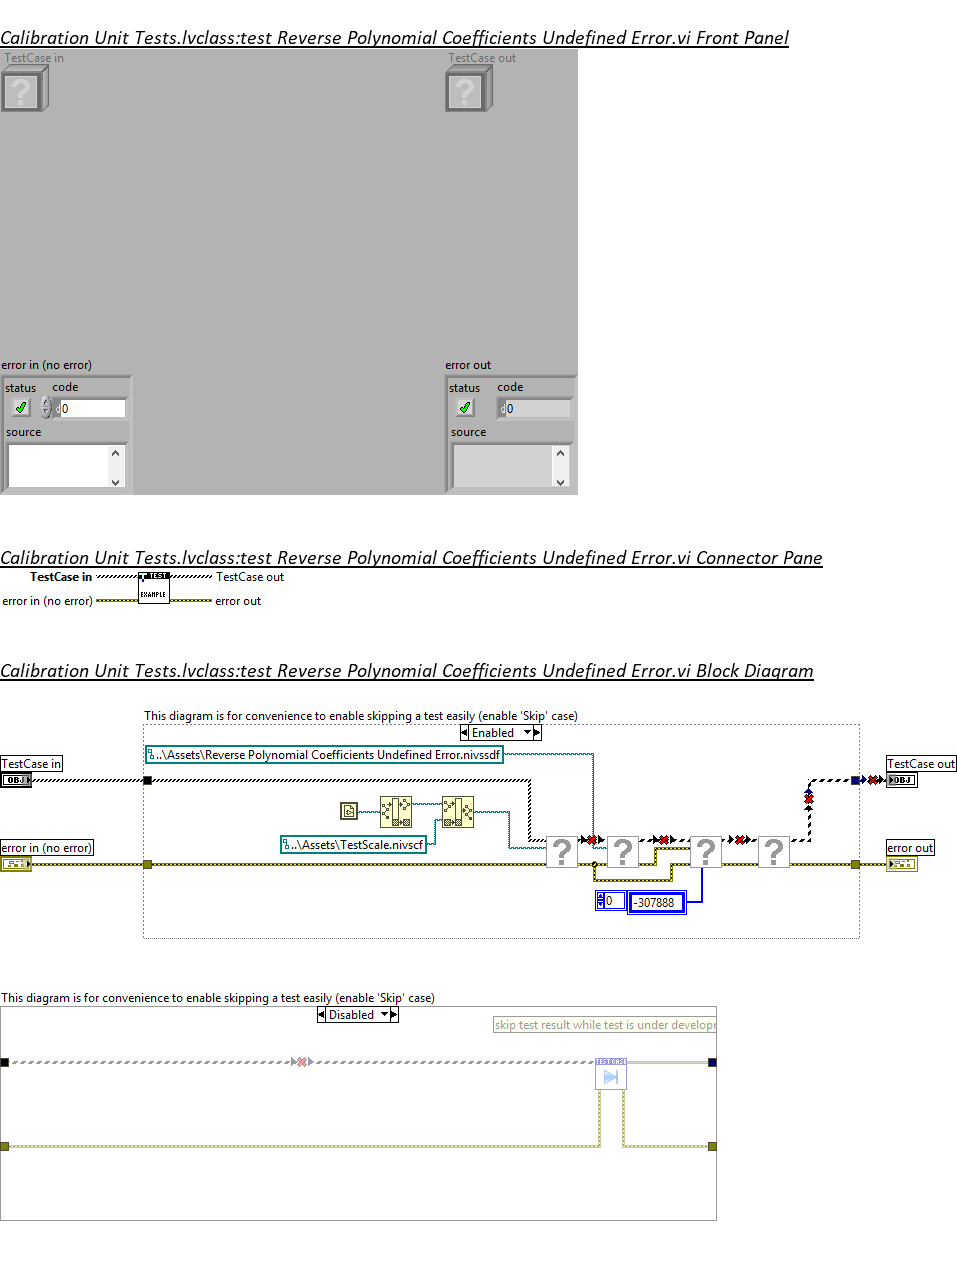 Calibration Unit Tests.lvclass:test Reverse Polynomial Coefficients Undefined Error.vi Front Panel
TestCase in
TestCase out
?
?
error in (no error)
error out
status
code
status
code
d
0
d
0
source
source
Calibration Unit Tests.lvclass:test Reverse Polynomial Coefficients Undefined Error.vi Connector Pane
TestCase in
TEST
TestCase out
error in (no error)
EXAMPLE
error out
Calibration Unit Tests.lvclass:test Reverse Polynomial Coefficients Undefined Error.vi Block Diagram
This diagram is for convenience to enable skipping a test easily (enable 'Skip' case)
Enabled
..\Assets\Reverse Polynomial Coefficients Undefined Error.nivssdf
TestCase in
TestCase out
OBJ
OBJ
error in (no error)
..\Assets\TestScale.nivscf
? ? ? ?
error out
0
-307888
This diagram is for convenience to enable skipping a test easily (enable 'Skip' case)
Disabled
skip test result while test is under developr
TEST CASE